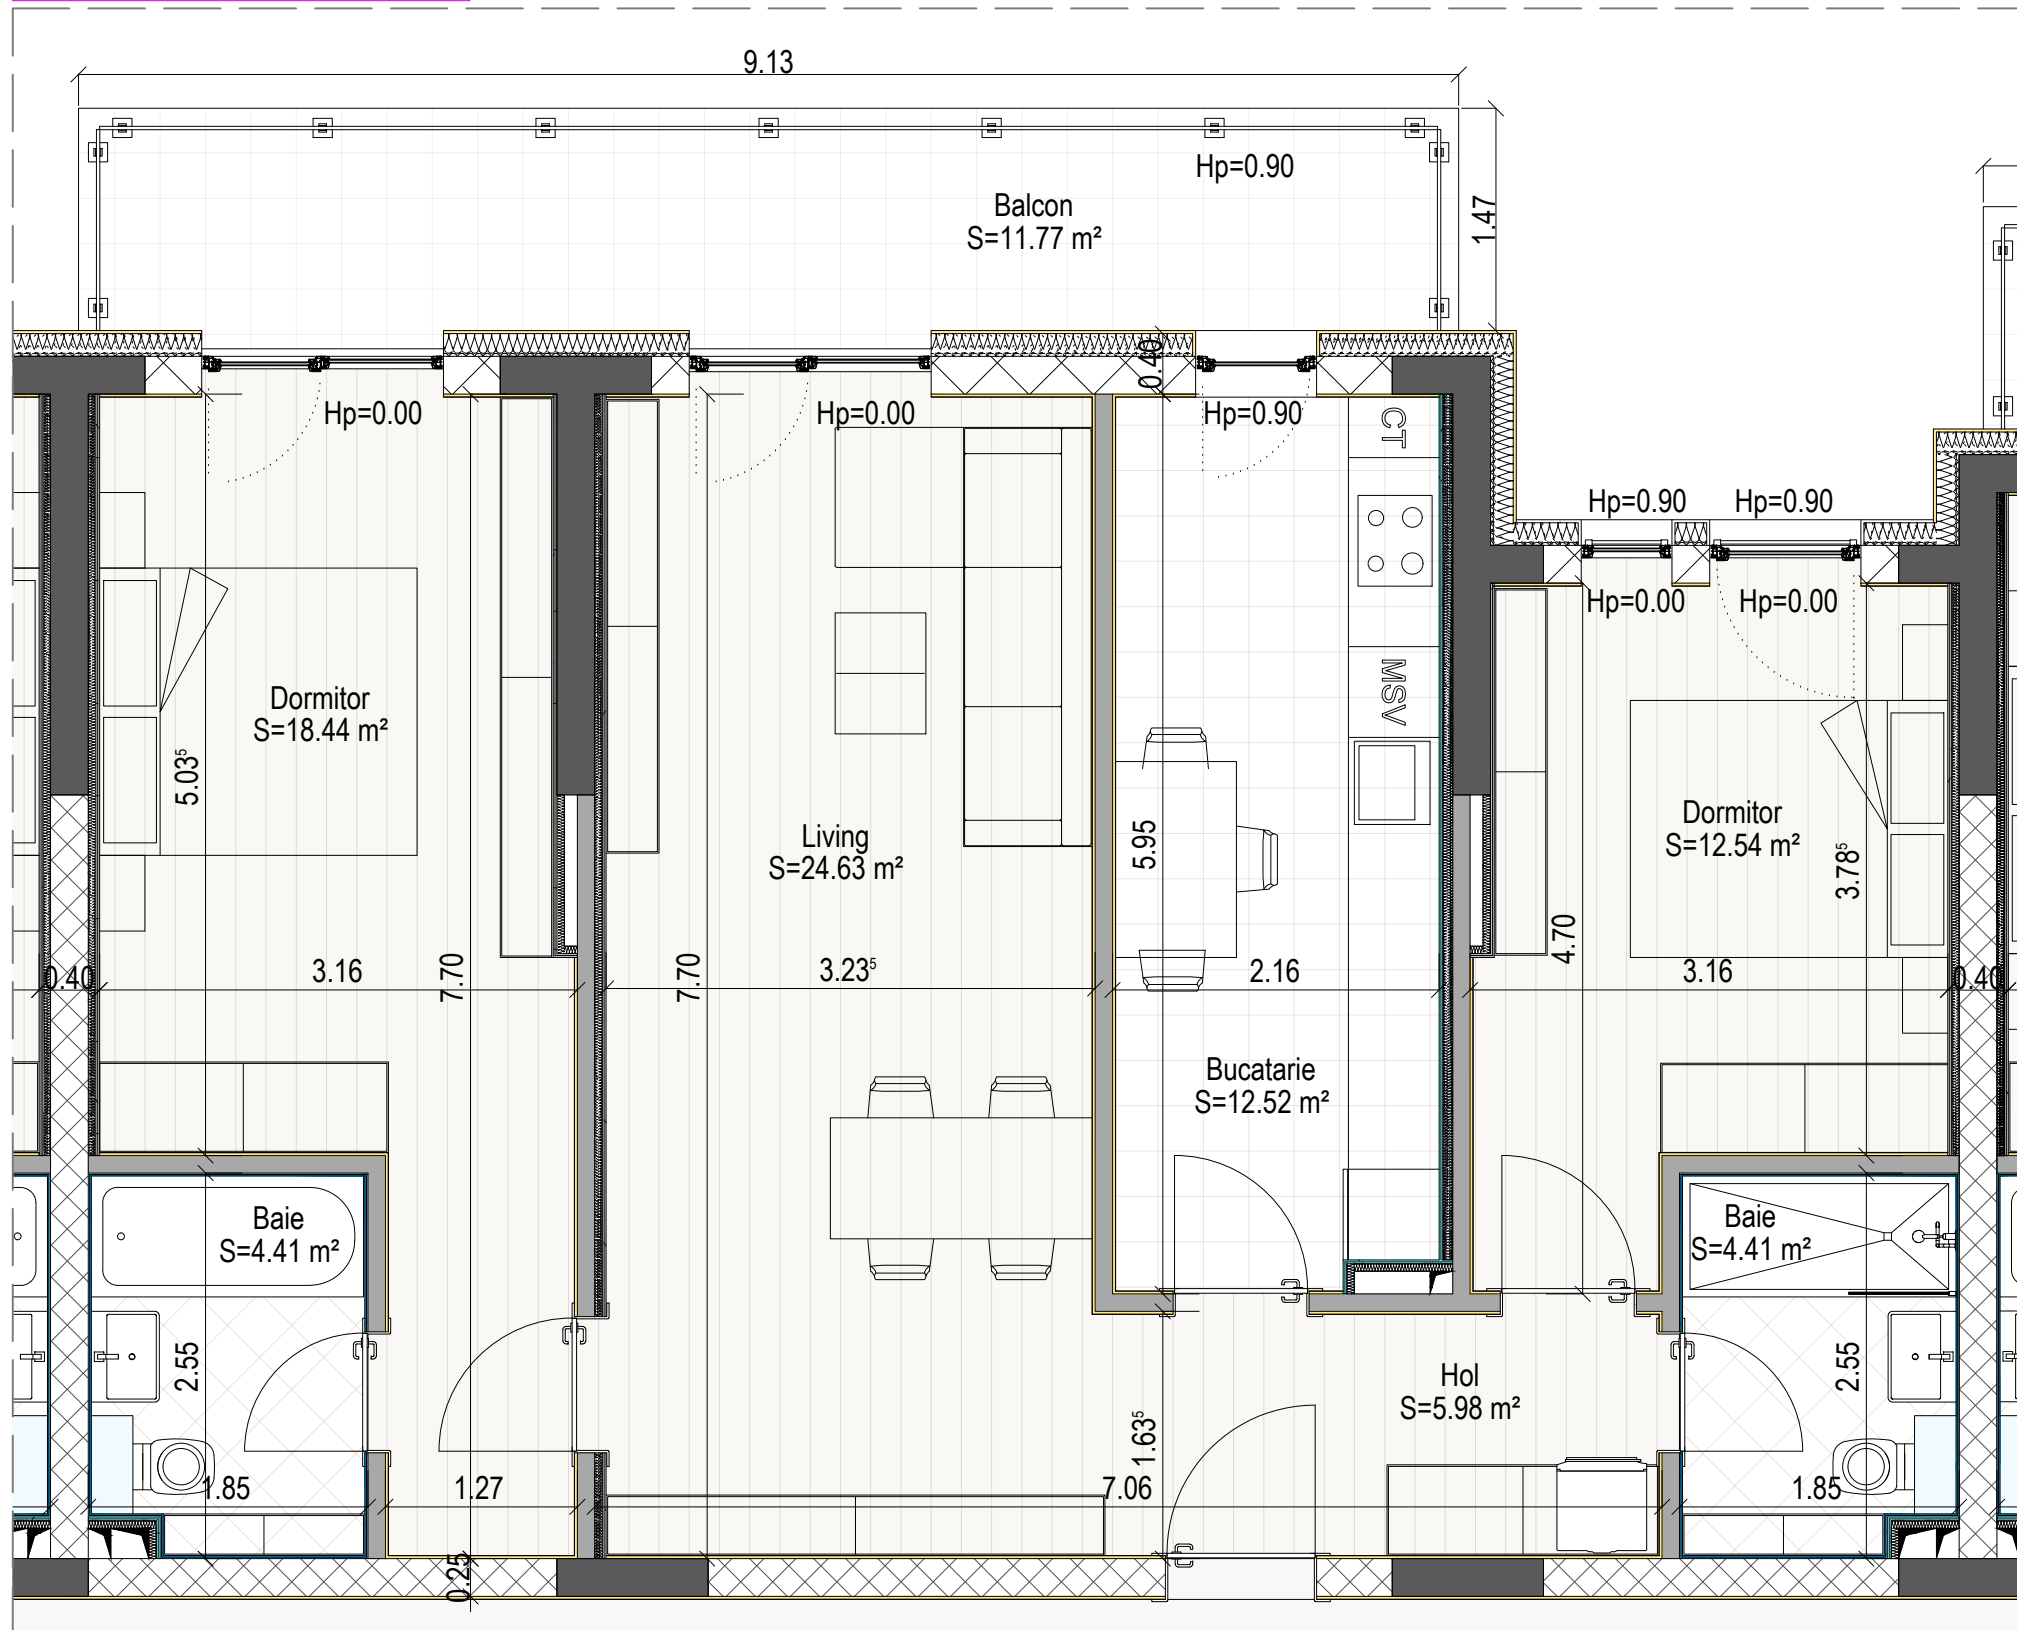 9.13
Hp=0.90
Balcon
S=11.77 m²
1.47
0.40
Hp=0.00
Hp=0.00
Hp=0.90
CT
Hp=0.90
Hp=0.90
Hp=0.00
Hp=0.00
Dormitor
S=18.44 m²
5.03⁵
MSV
Living
S=24.63 m²
5.95
Dormitor
S=12.54 m²
3.78⁵
4.70
0.40
3.16
7.70
7.70
3.23⁵
2.16
3.16
0.40
Bucatarie
S=12.52 m²
Baie
S=4.41 m²
Baie
S=4.41 m²
2.55
2.55
Hol
S=5.98 m²
1.63⁵
1.85
1.27
7.06
1.85
0.25